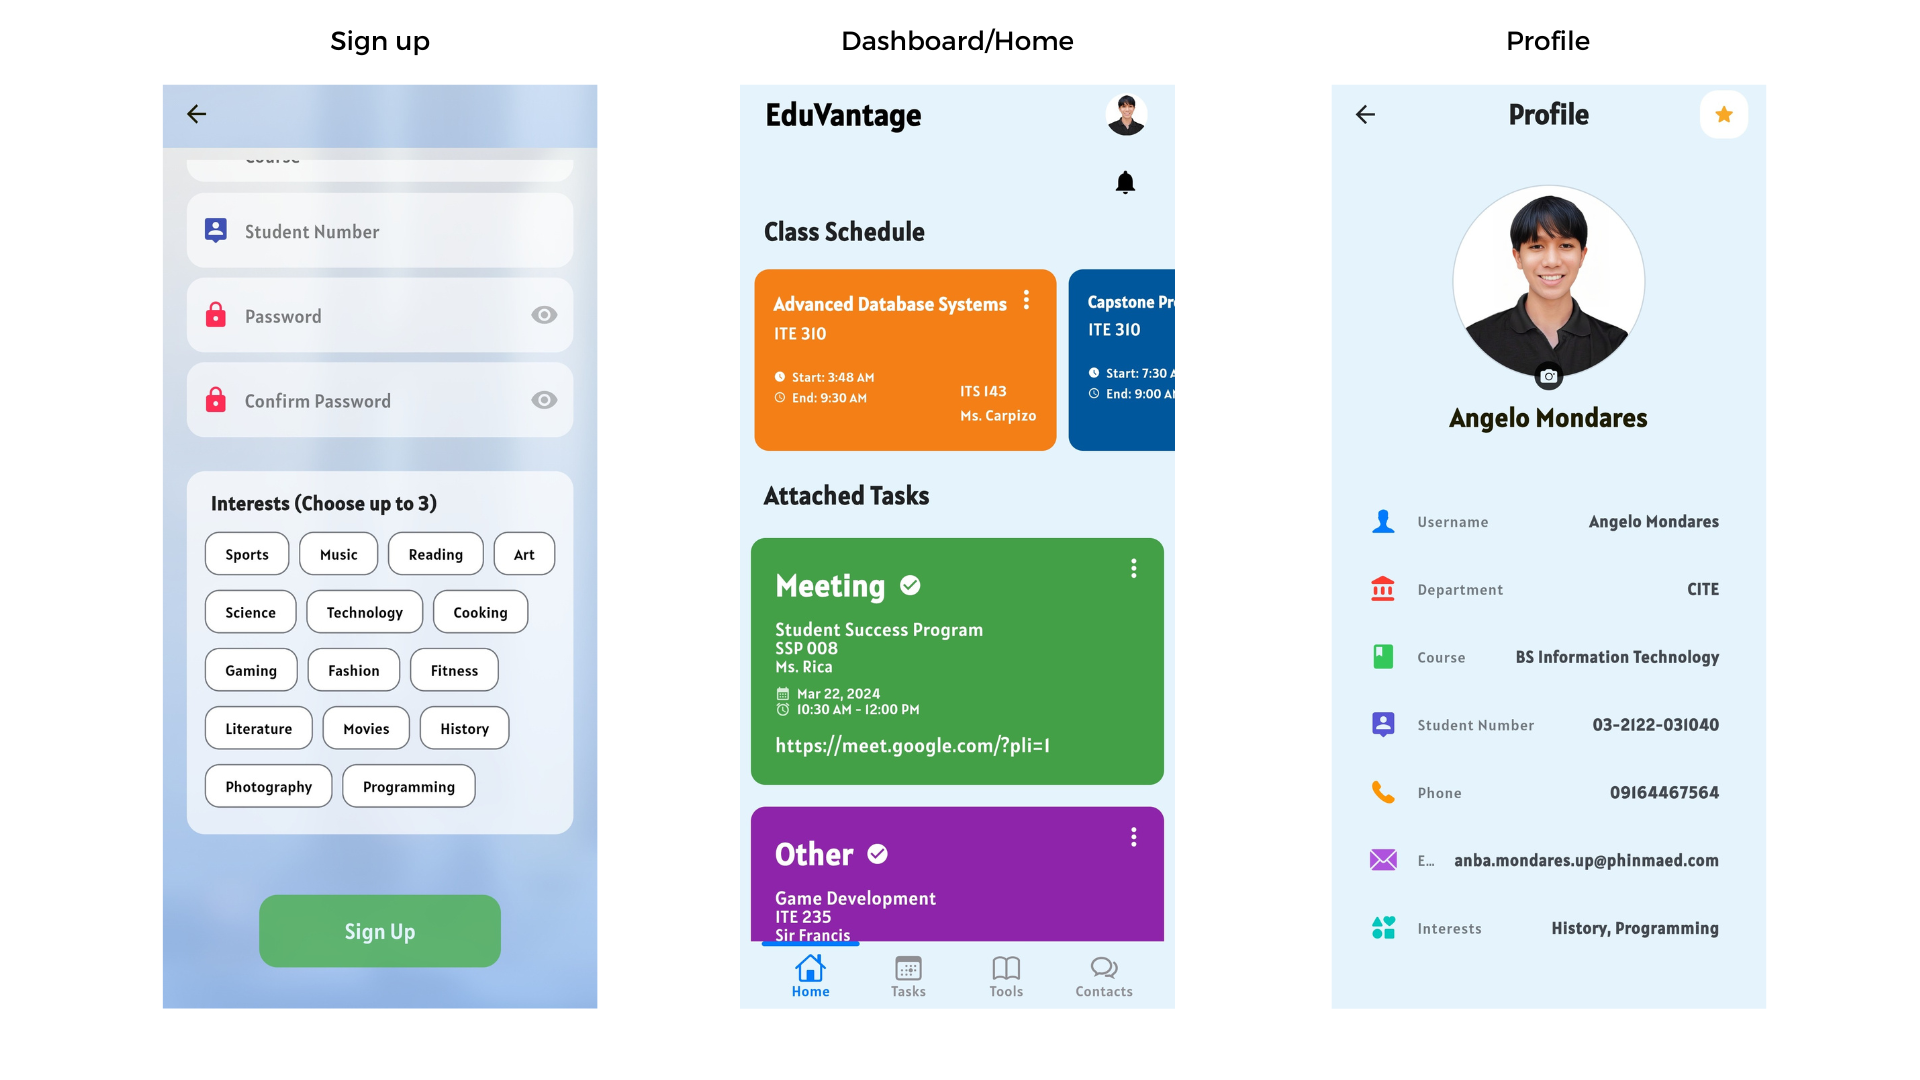 Sign up
Course
Student Number
Password
Confirm Password
Interests (Choose up to 3)
Sports Music Reading Art
Science Technology Cooking
Gaming Fashion Fitness
Literature Movies History
Photography Programming
Sign Up
Dashboard/Home
EduVantage
Class Schedule
Advanced Database Systems
ITE 310
Start: 3:48 AM
End: 9:30 AM
ITS 143
Ms. Carpizo
Capstone Pr
ITE 310
Start: 7:30 A
End: 9:00 A
Attached Tasks
Meeting
Student Success Program
SSP 008
Ms. Rica
Mar 22, 2024
10:30 AM - 12:00 PM
https://meet.google.com/?pli=1
Other
Game Development
ITE 235
Sir Francis
Home Tasks Tools Contacts
Profile
Profile
Angelo Mondares
Username Angelo Mondares
Department CITE
Course BS Information Technology
Student Number 03-2122-031040
Phone 09164467564
E... anba.mondares.up@phinmaed.com
Interests History, Programming